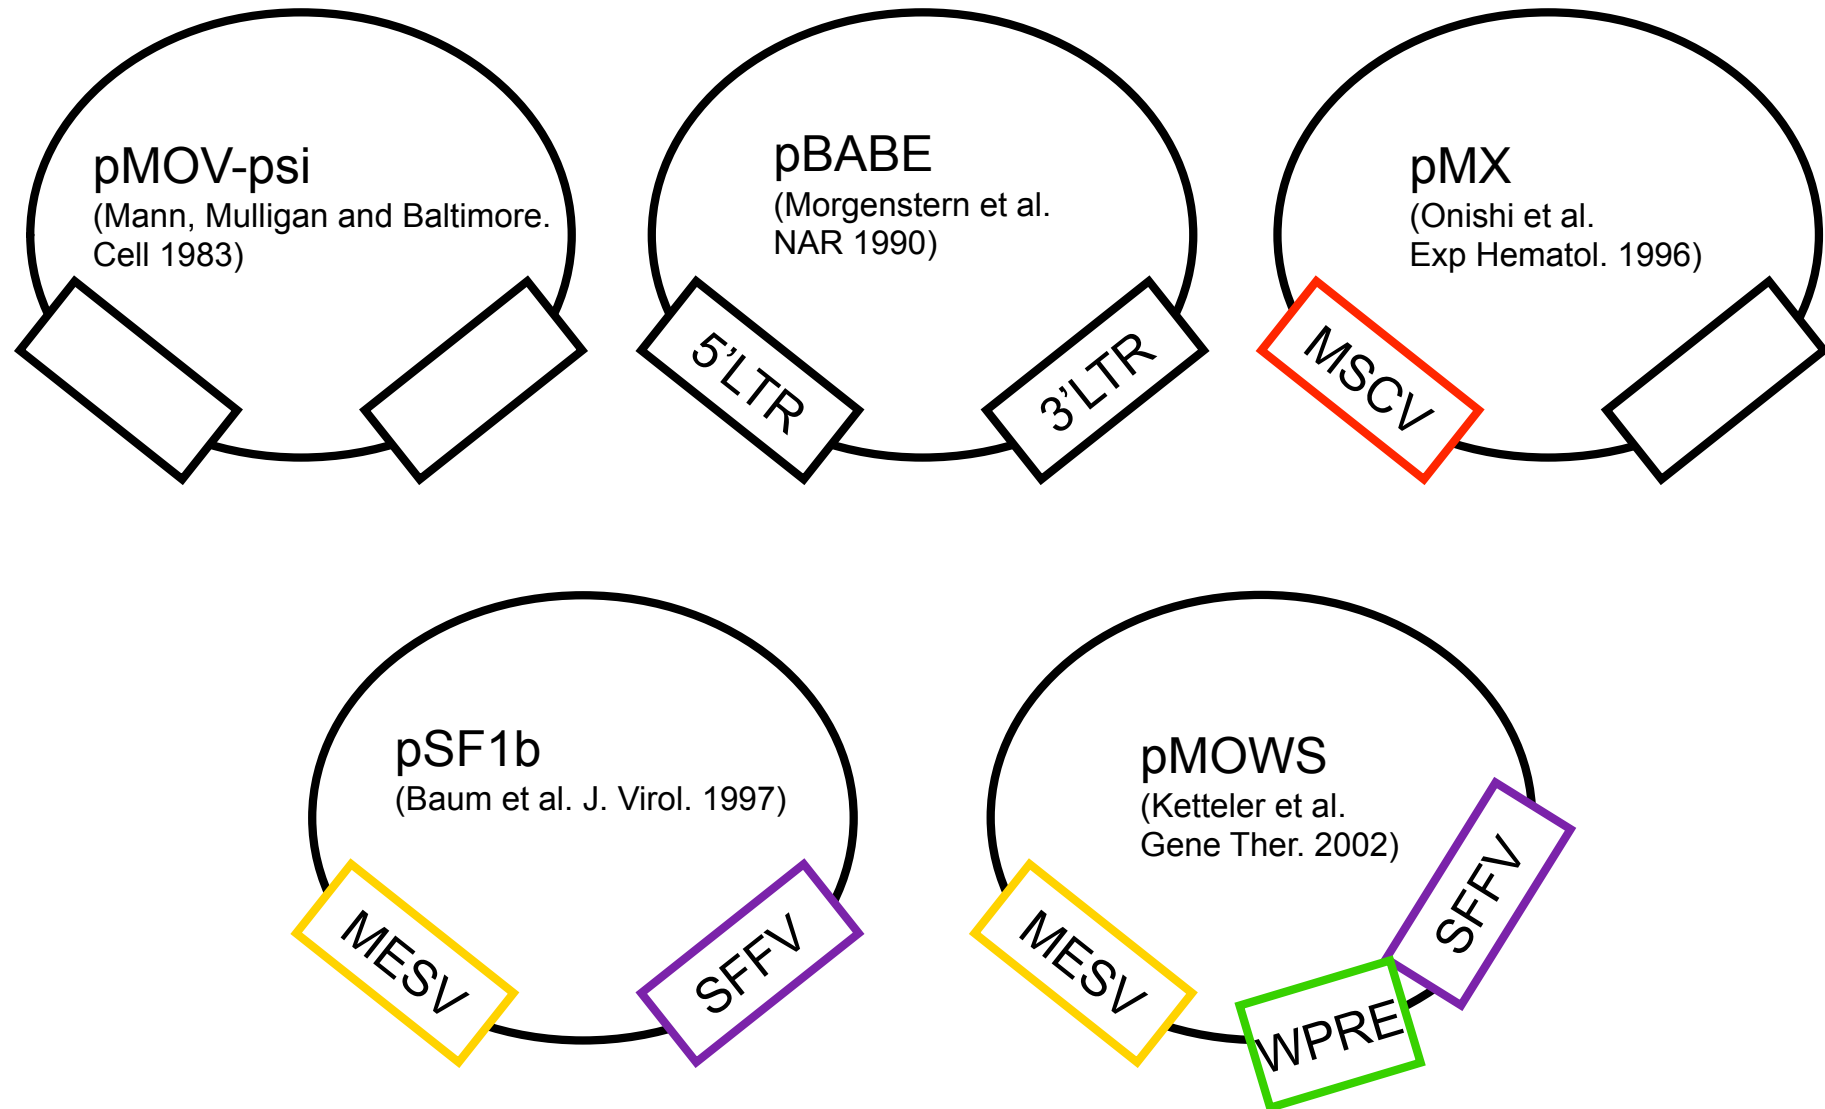 pMOV-psi
(Mann, Mulligan and Baltimore.
Cell 1983)
pBABE
(Morgenstern et al.
NAR 1990)
5'LTR
3'LTR
pMX
(Onishi et al.
Exp Hematol. 1996)
MSCV
pSF1b
(Baum et al. J. Virol. 1997)
MESV
SFFV
pMOWS
(Ketteler et al.
Gene Ther. 2002)
MESV
WPRE
SFFV